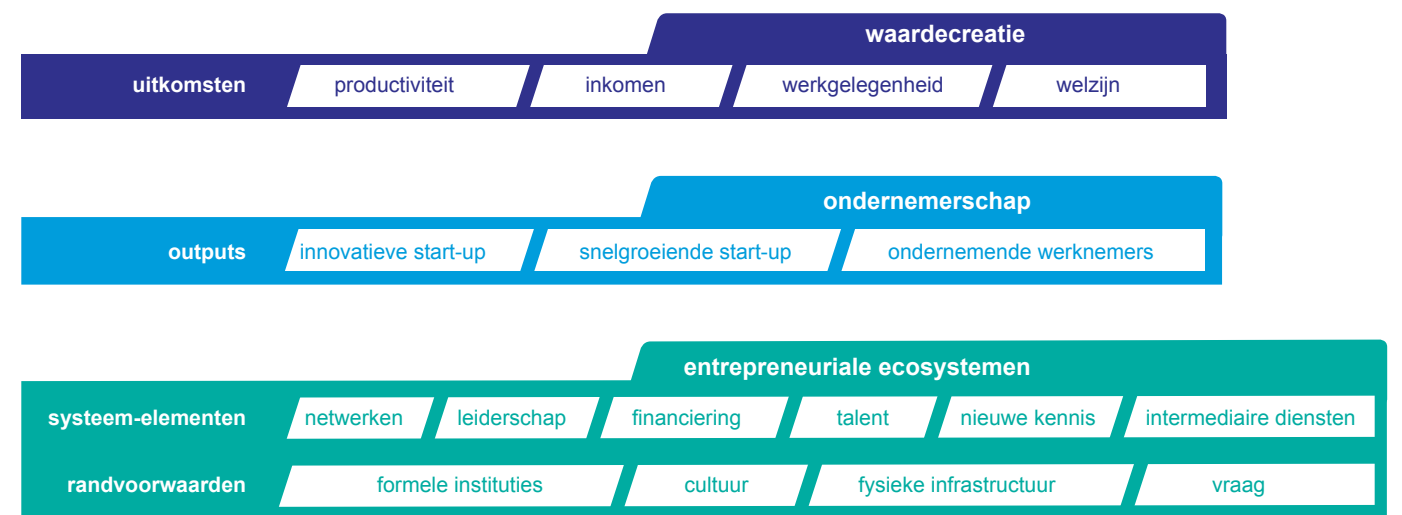 waardecreatie
uitkomsten productiviteit inkomen werkgelegenheid welzijn
ondernemerschap
outputs innovatieve start-up snelgroeiende start-up ondernemende werknemers
entrepreneuriale ecosystemen
systeem-elementen netwerken leiderschap financiering talent nieuwe kennis intermediaire diensten
randvoorwaarden formele instituties cultuur fysieke infrastructuur vraag